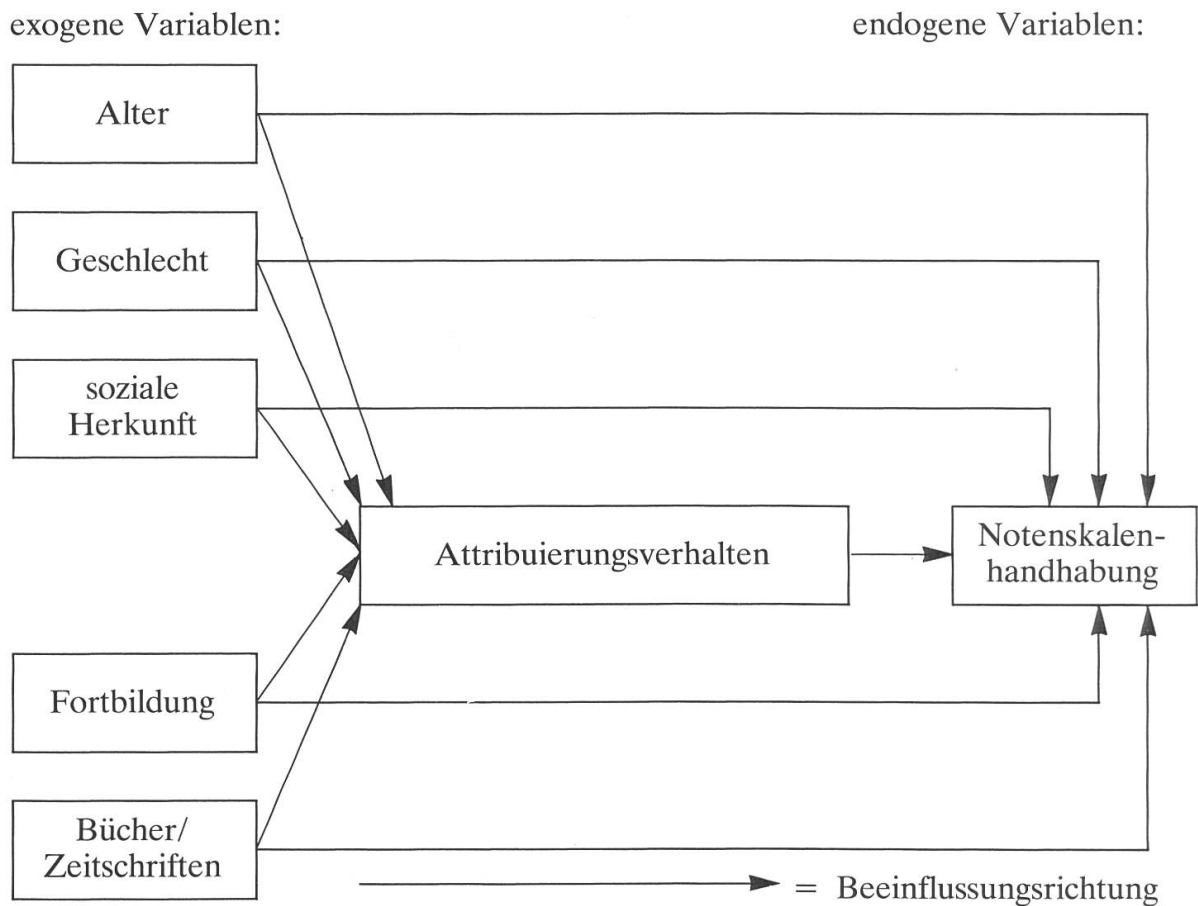 exogene Variablen:
endogene Variablen:
Alter
Geschlecht
soziale
Herkunft
Attribuierungsverhalten
Notenskalen-
handhabung
Fortbildung
Bücher/
Zeitschriften
= Beeinflussungsrichtung